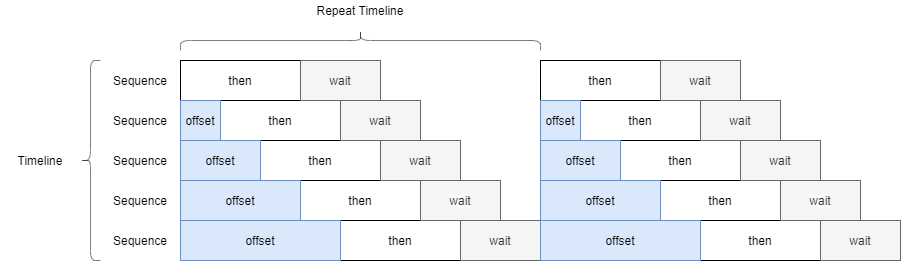 Repeat Timeline
Sequence then wait then wait
Sequence offset then wait offset then wait
Timeline Sequence offset then wait offset then wait
Sequence offset then wait offset then wait
Sequence offset then wait offset then wait